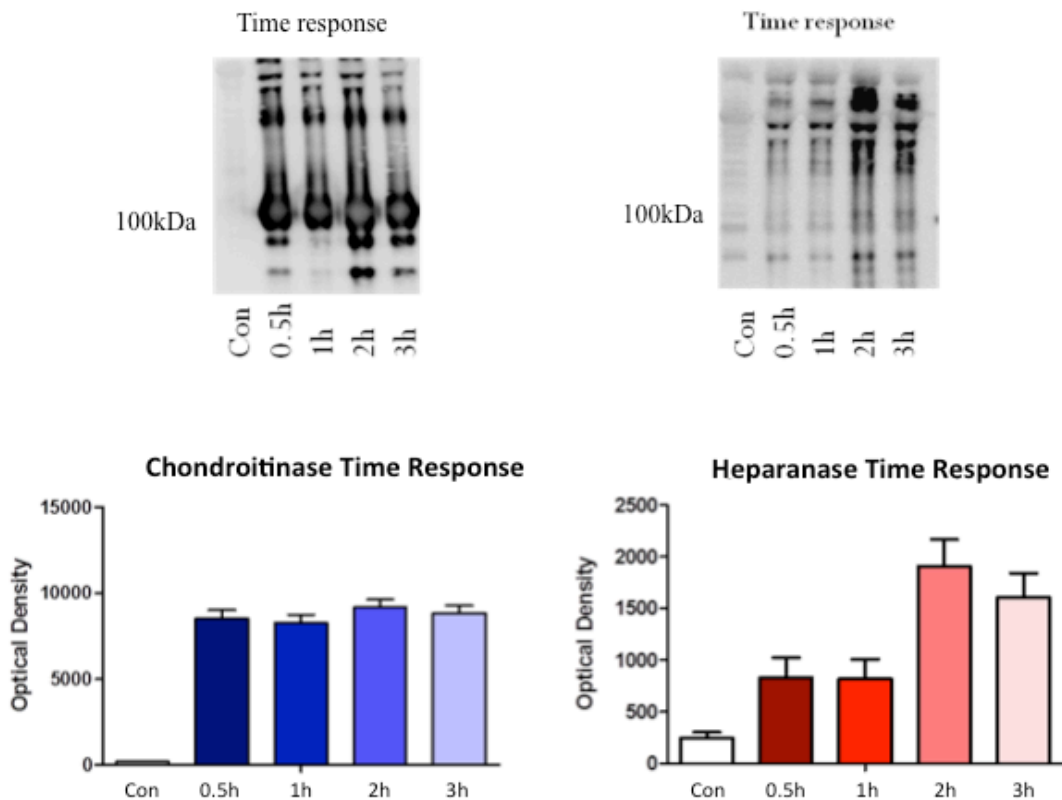 Time response
100kDa
Con
0.5h
1h
2h
3h
Time response
100kDa
Con
0.5h
1h
2h
3h
Chondroitinase Time Response
Optical Density
15000
10000
5000
0
Con 0.5h 1h 2h 3h
Heparanase Time Response
Optical Density
2500
2000
1500
1000
500
0
Con 0.5h 1h 2h 3h